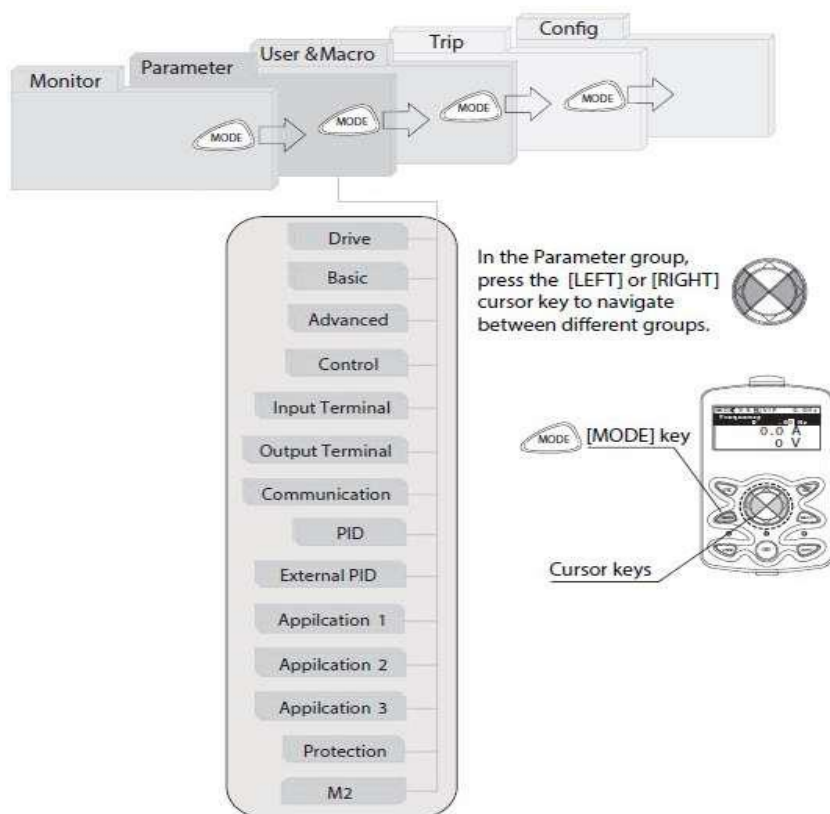 Monitor
Parameter
User &Macro
Trip
Config
MODE
MODE
MODE
MODE
Drive
Basic
Advanced
Control
Input Terminal
Output Terminal
Communication
PID
External PID
Appilcation 1
Appilcation 2
Appilcation 3
Protection
M2
In the Parameter group,
press the [LEFT] or [RIGHT]
cursor key to navigate
between different groups.
MODE
[MODE] key
Frequency
0.0 A
0 V
Cursor keys